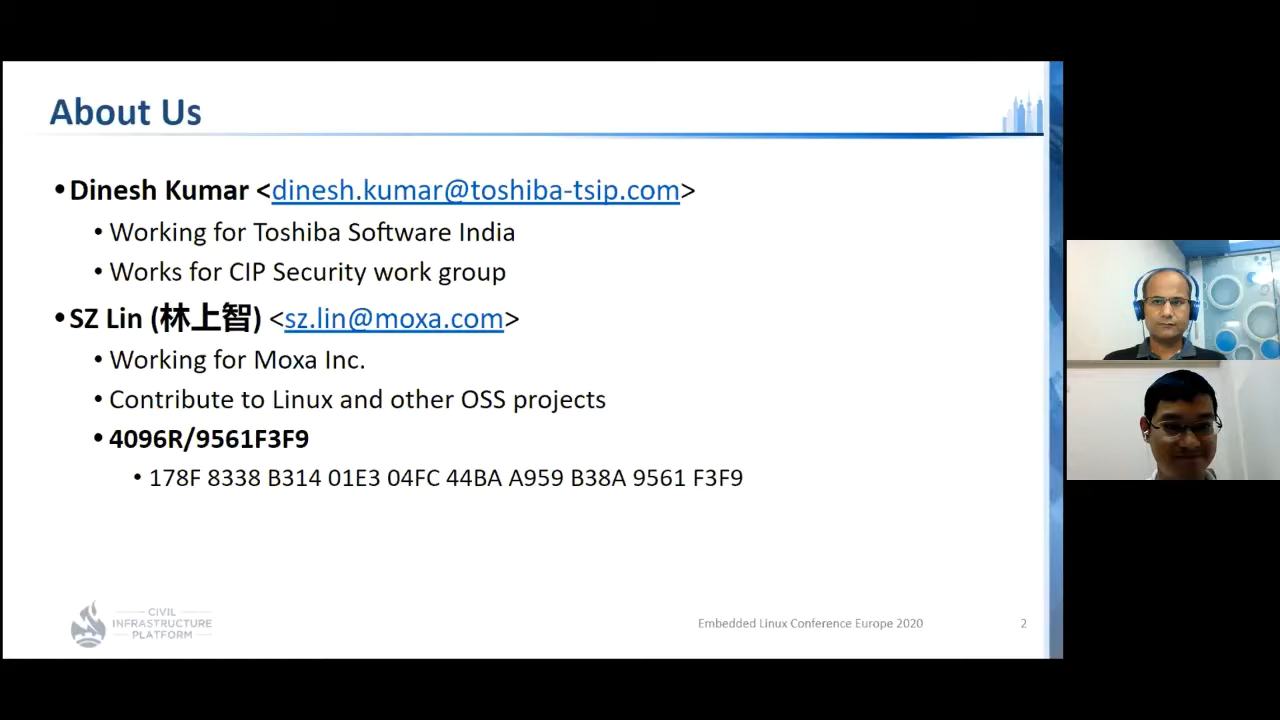 About Us
•Dinesh Kumar <dinesh.kumar@toshiba-tsip.com>
• Working for Toshiba Software India
• Works for CIP Security work group
•SZ Lin (林上智) <sz.lin@moxa.com>
• Working for Moxa Inc.
• Contribute to Linux and other OSS projects
• 4096R/9561F3F9
• 178F 8338 B314 01E3 04FC 44BA A959 B38A 9561 F3F9
CIVIL
INFRASTRUCTURE
PLATFORM
Embedded Linux Conference Europe 2020
2